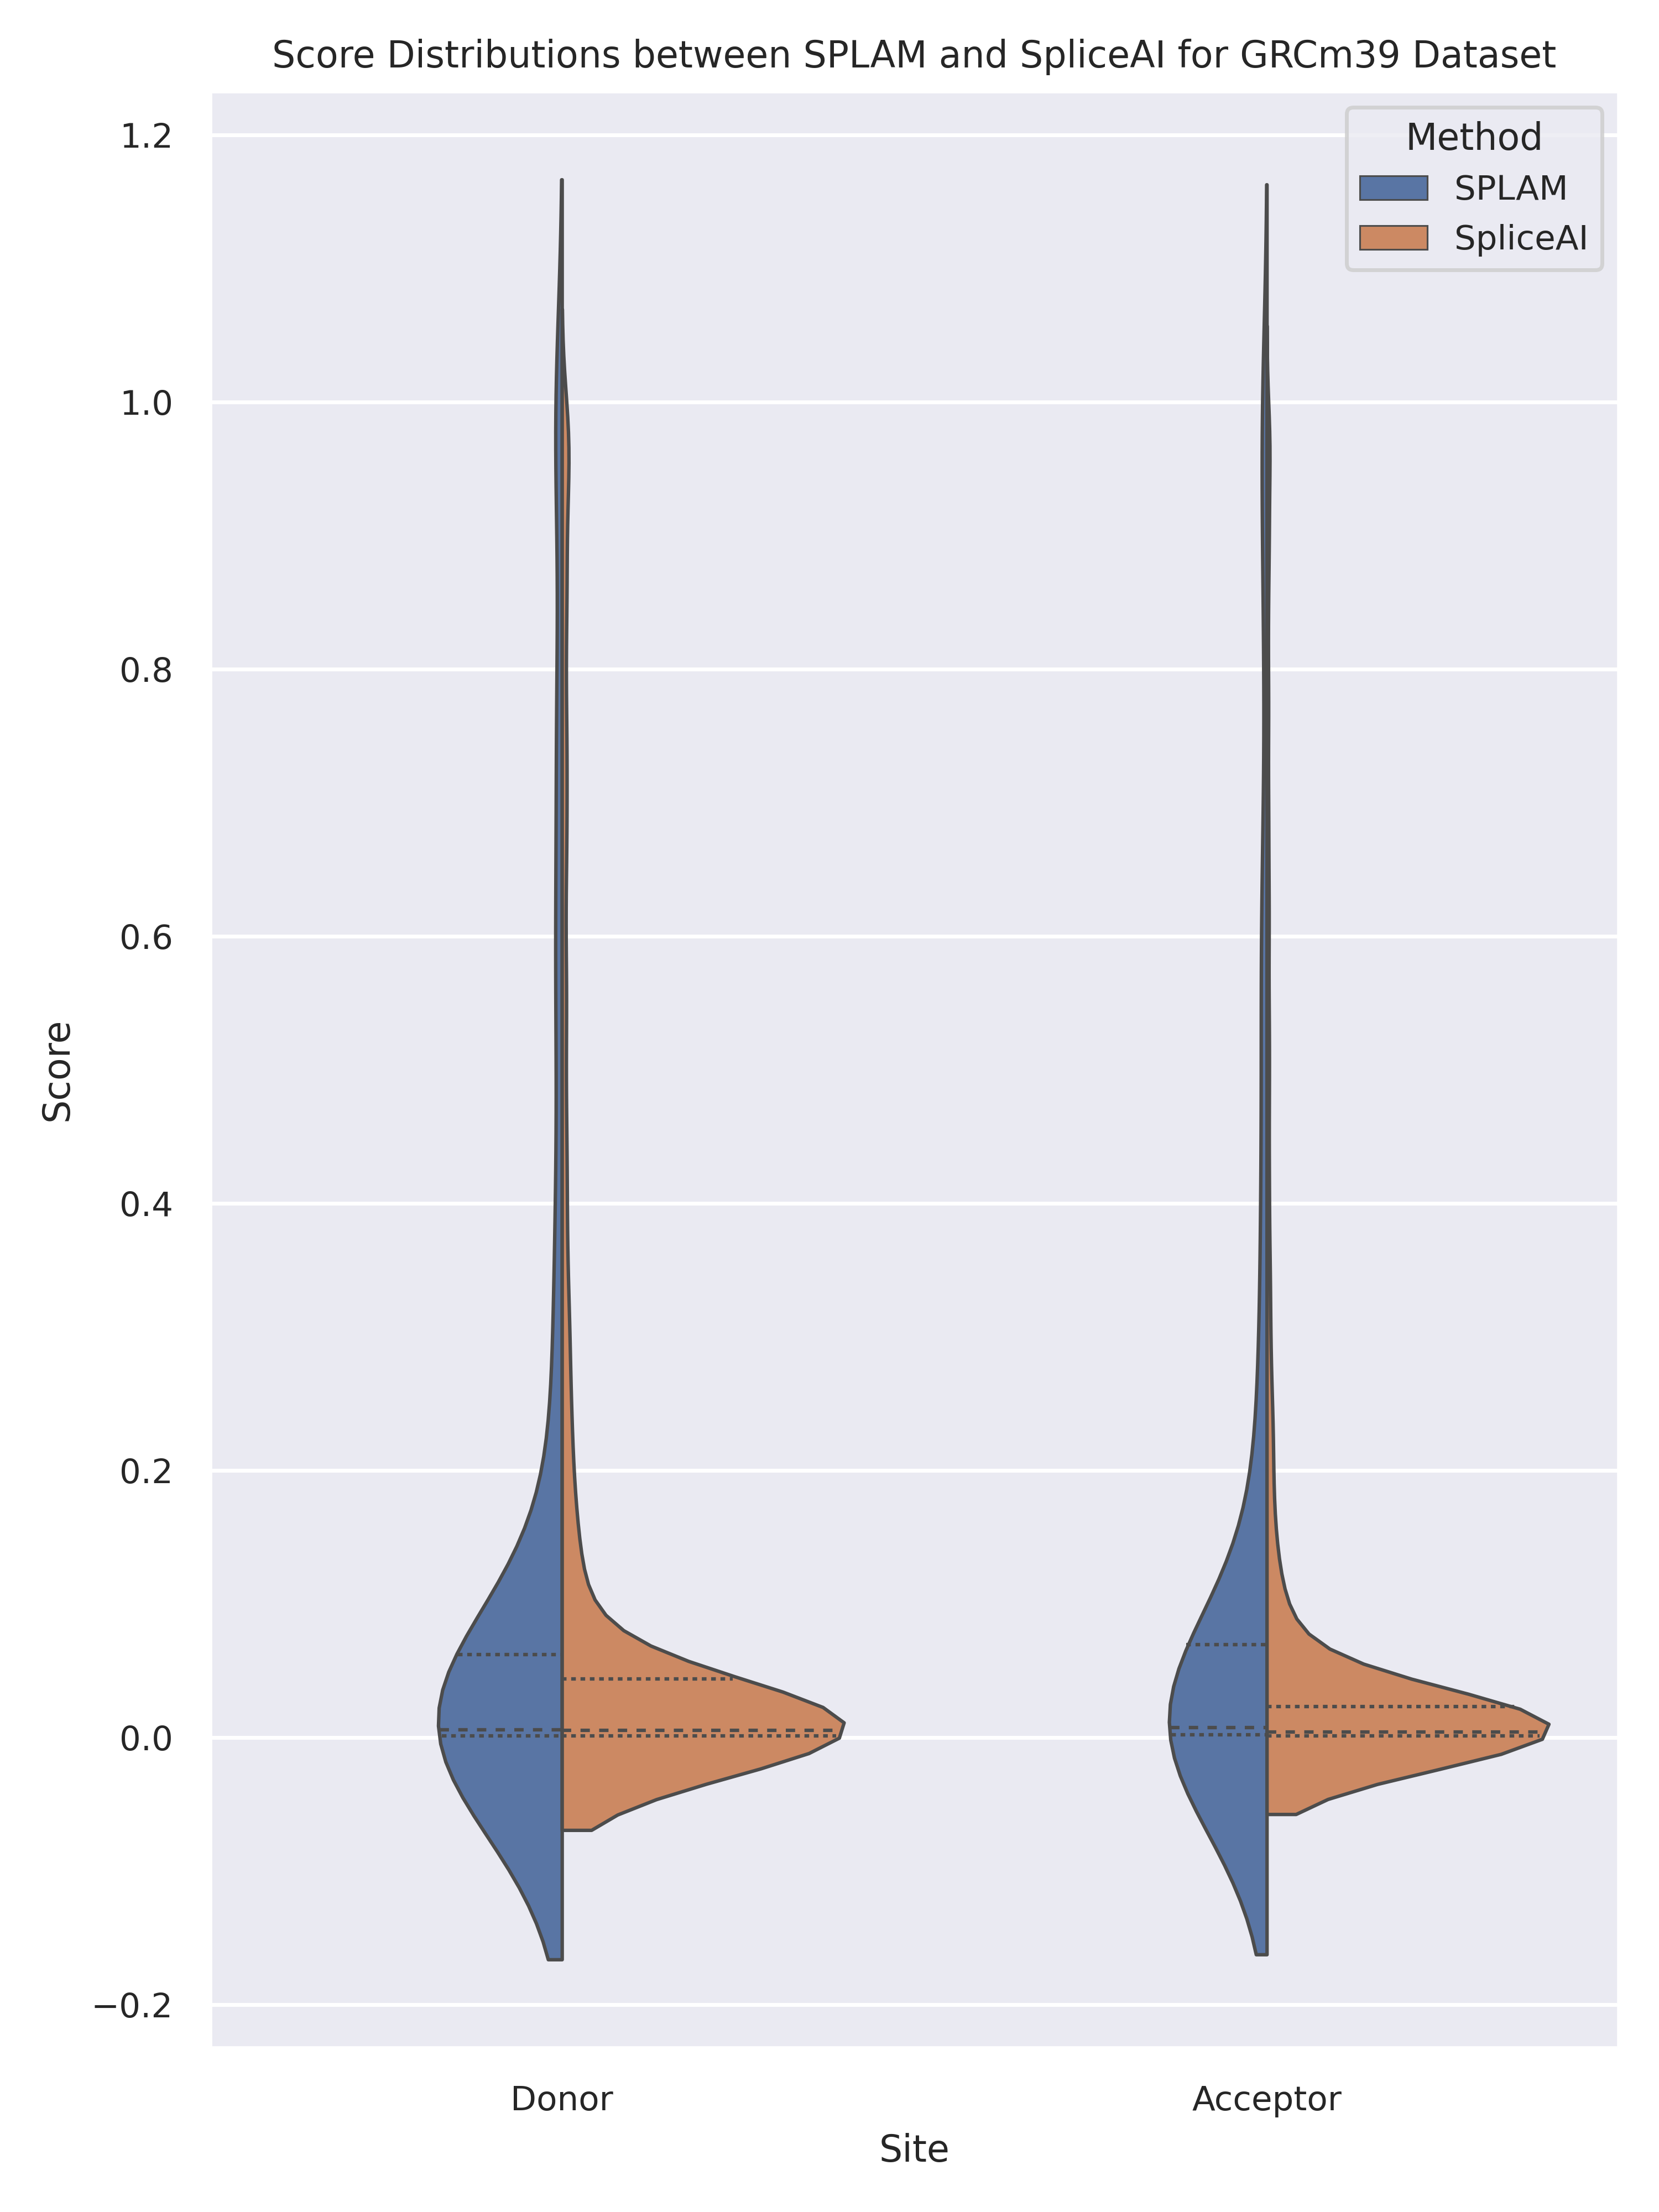 Score Distributions between SPLAM and SpliceAI for GRCm39 Dataset
Method
SPLAM
SpliceAI
1.2
1.0
0.8
0.6
0.4
0.2
0.0
−0.2
Score
Donor
Acceptor
Site